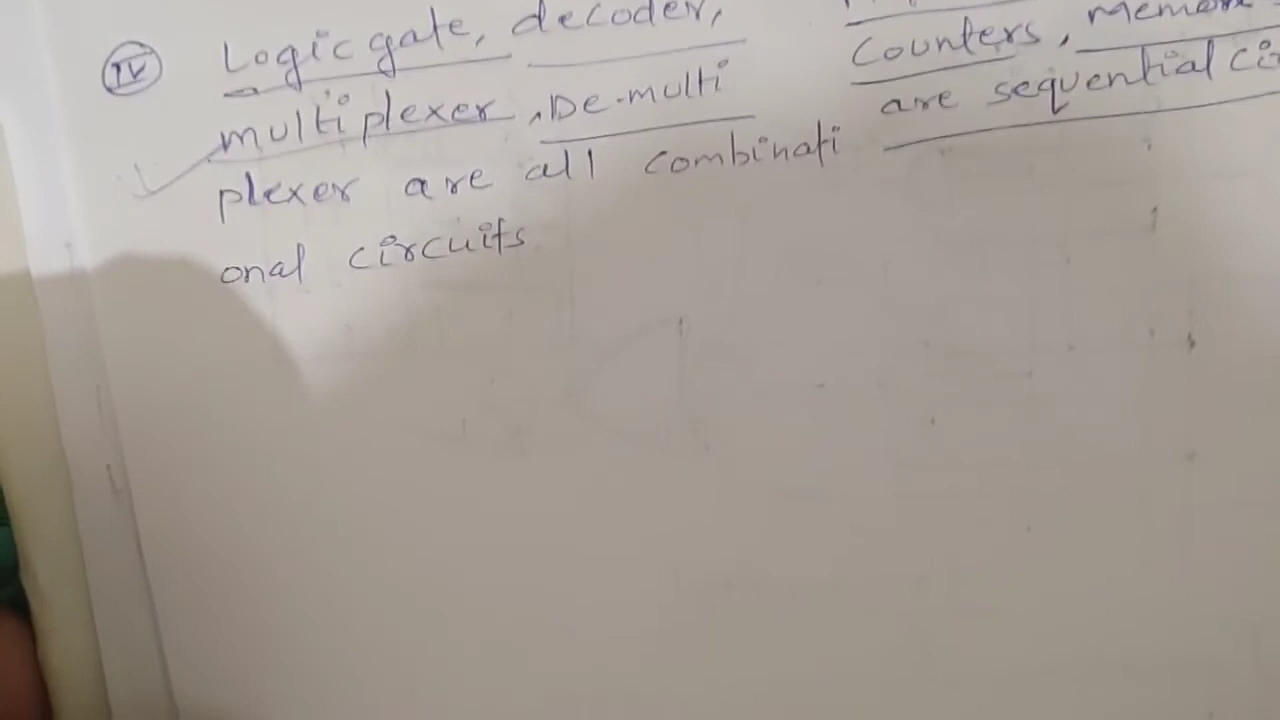 IV Logic gate, decoder,
multiplexer, De-multi
plexer are all combinati
onal circuits
counters,
are sequential